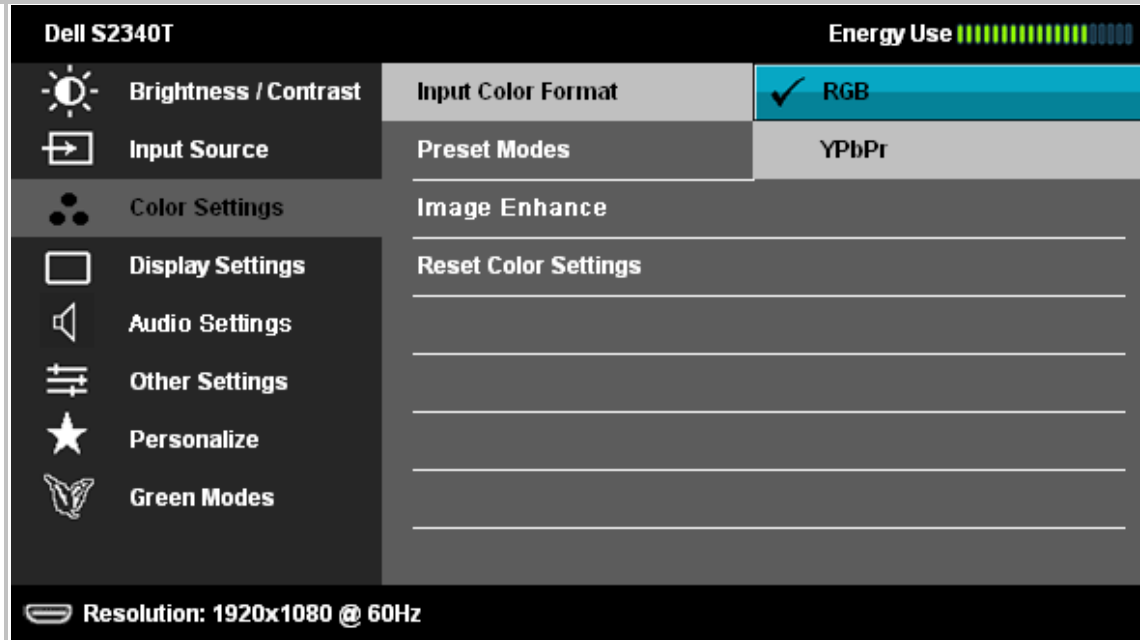 Dell S2340T Energy Use
Brightness / Contrast Input Color Format RGB
Input Source Preset Modes YPbPr
Color Settings Image Enhance
Display Settings Reset Color Settings
Audio Settings
Other Settings
Personalize
Green Modes
Resolution: 1920x1080 @ 60Hz